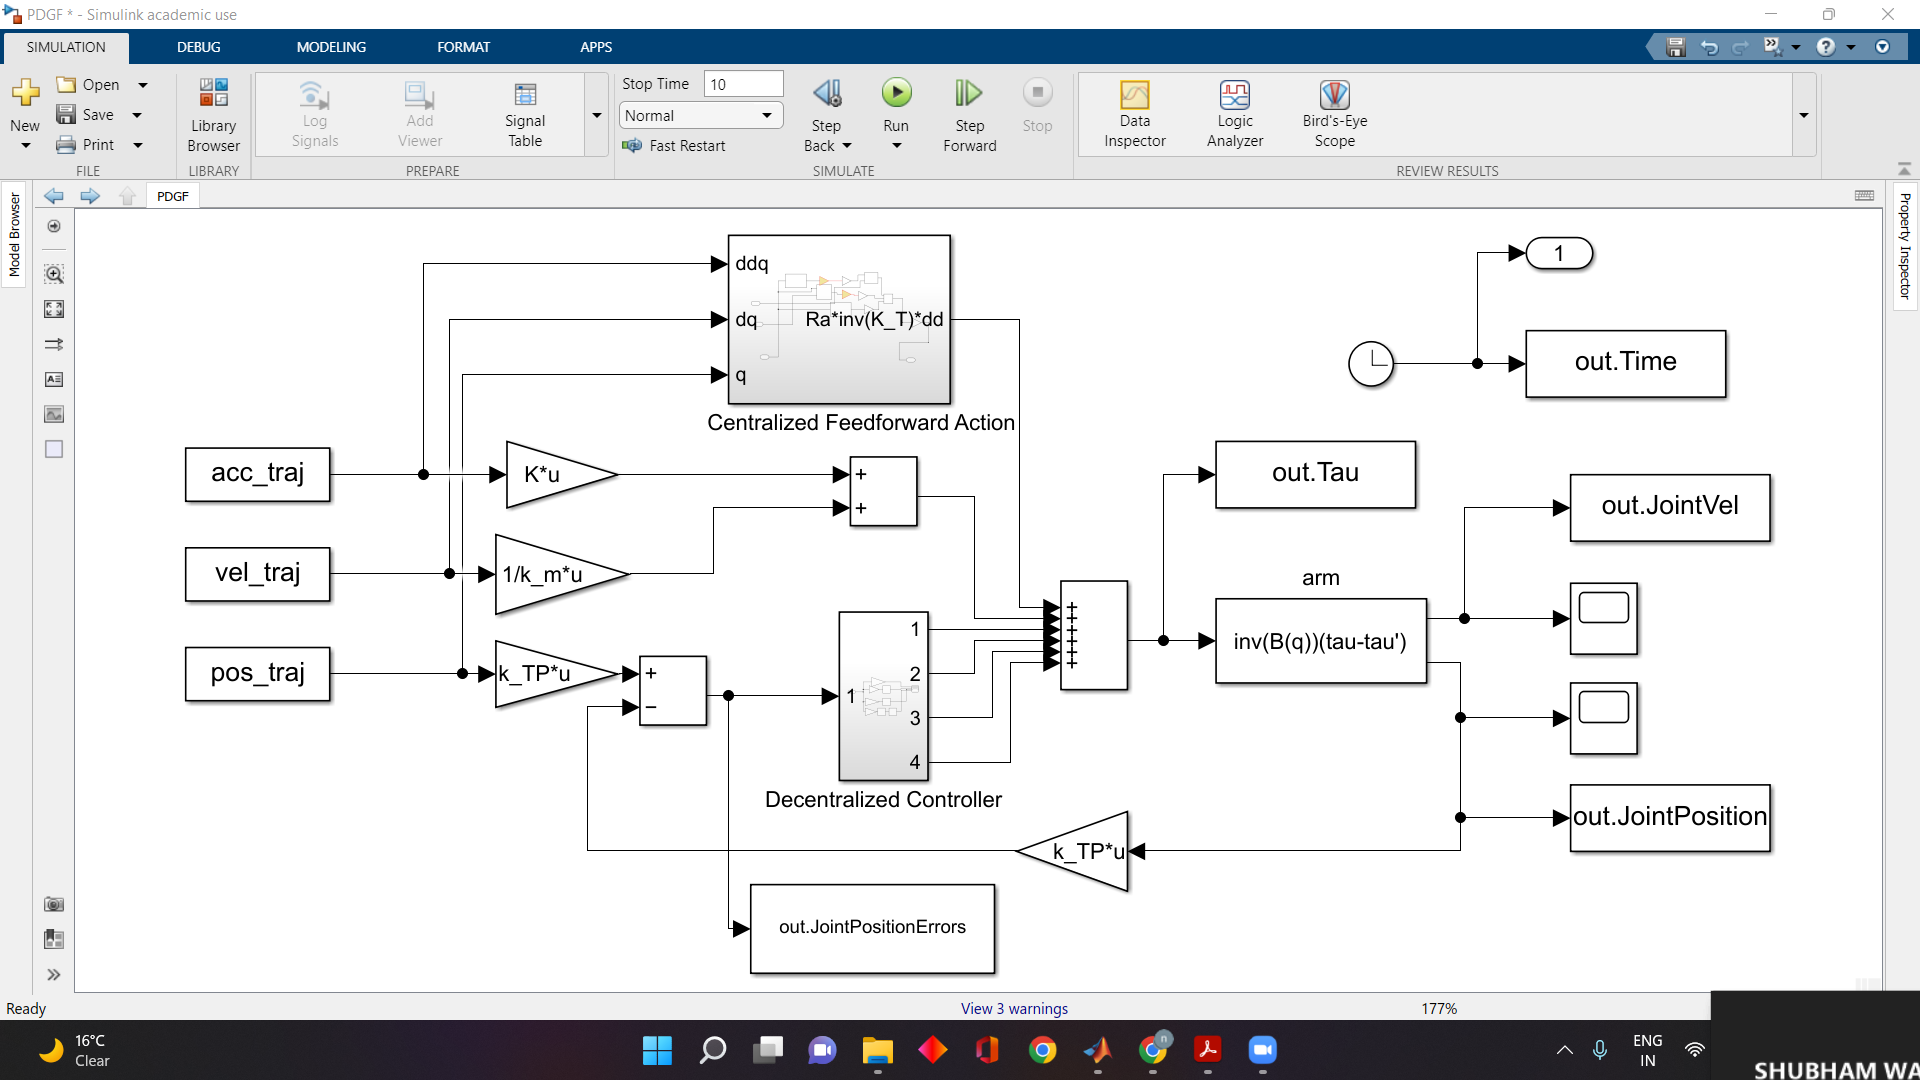 PDGF * - Simulink academic use
SIMULATION DEBUG MODELING FORMAT APPS
New
Open
Save
Print
FILE
Library
Browser
LIBRARY
Log
Signals
Add
Viewer
Signal
Table
PREPARE
Stop Time 10
Normal
Fast Restart
Step
Back
Run
Step
Forward
Stop
SIMULATE
Data
Inspector
Logic
Analyzer
Bird's-Eye
Scope
REVIEW RESULTS
Model Browser
PDGF
Property Inspector
ddq
dq
q
Ra*inv(K_T)*dd
Centralized Feedforward Action
1
out.Time
acc_traj
K*u
+
+
out.Tau
out.JointVel
vel_traj
1/k_m*u
arm
inv(B(q))(tau-tau')
+
+
+
+
+
+
pos_traj
k_TP*u
+
−
1
1
2
3
4
Decentralized Controller
out.JointPosition
k_TP*u
out.JointPositionErrors
Ready
View 3 warnings
177%
16°C
Clear
ENG
IN
SHUBHAM WA